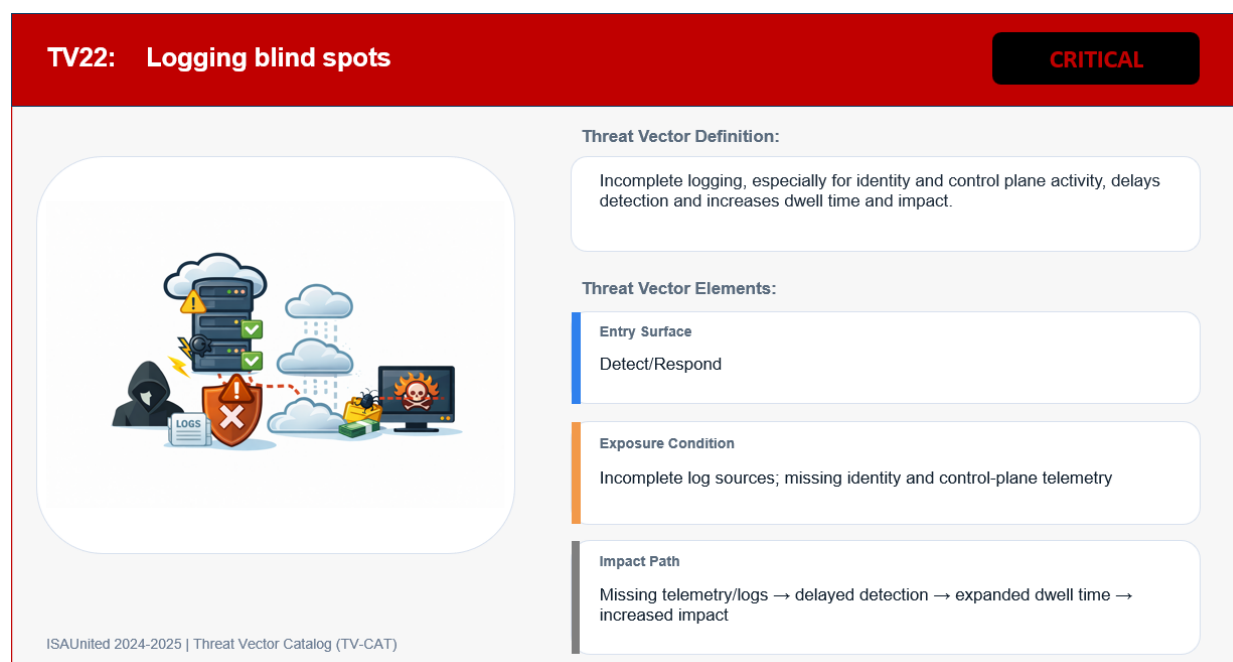 TV22: Logging blind spots
CRITICAL
Threat Vector Definition:
Incomplete logging, especially for identity and control plane activity, delays
detection and increases dwell time and impact.
Threat Vector Elements:
Entry Surface
Detect/Respond
LOGS
Exposure Condition
Incomplete log sources; missing identity and control-plane telemetry
Impact Path
Missing telemetry/logs → delayed detection → expanded dwell time →
increased impact
ISAUnited 2024-2025 | Threat Vector Catalog (TV-CAT)